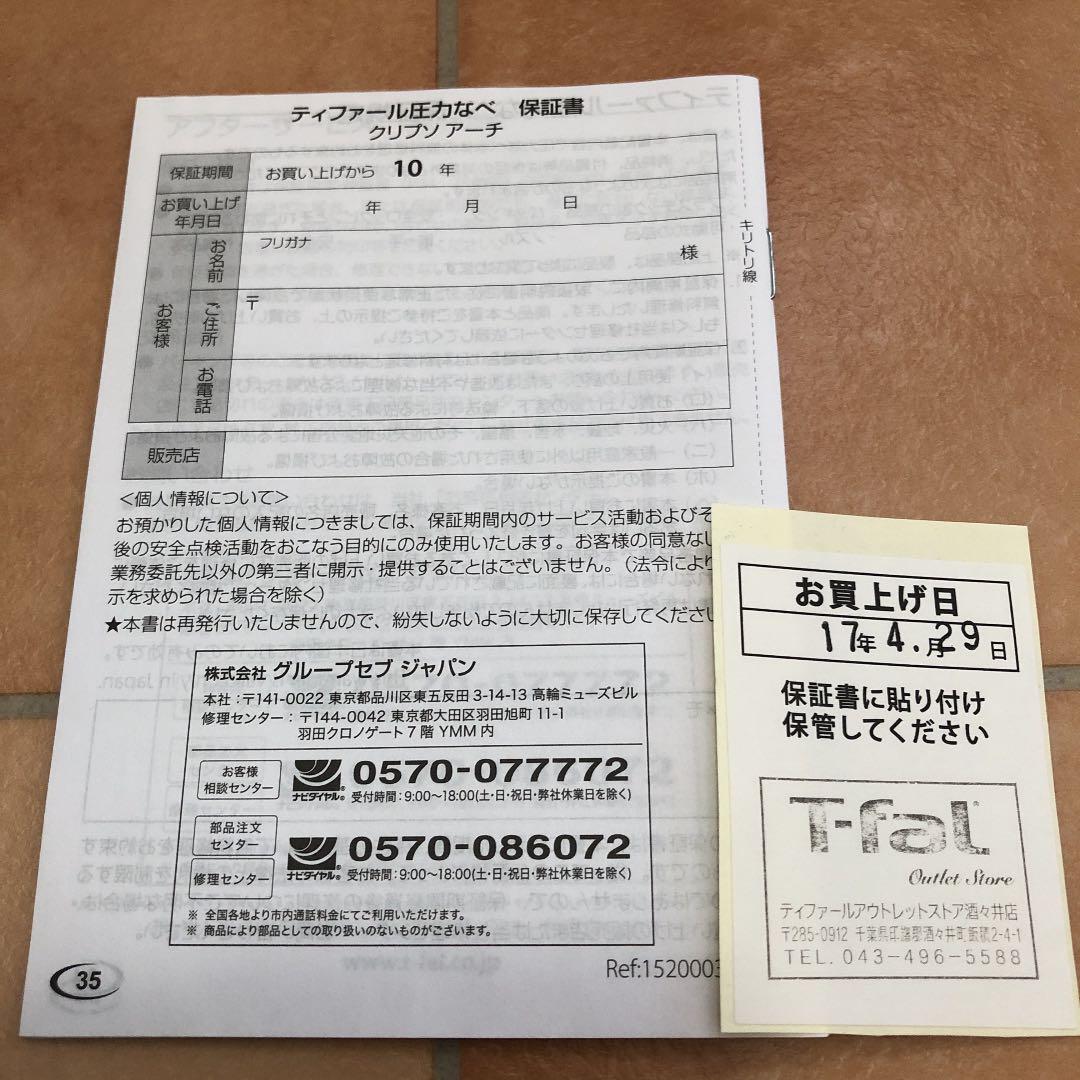 ティファール圧力なべ 保証書
クリプソ アーチ
保証期間 お買い上げから 10 年
お買い上げ年月日 年 月 日
お客様
お名前 フリガナ 様
ご住所 〒
お電話
販売店
キリトリ線
<個人情報について>
お預かりした個人情報につきましては、保証期間内のサービス活動およびそ
後の安全点検活動をおこなう目的にのみ使用いたします。お客様の同意なし
業務委託先以外の第三者に開示・提供することはございません。（法令により
示を求められた場合を除く）
★本書は再発行いたしませんので、紛失しないように大切に保存してください
株式会社 グループセブ ジャパン
本社：〒141-0022 東京都品川区東五反田 3-14-13 高輪ミューズビル
修理センター：〒144-0042 東京都大田区羽田旭町 11-1
羽田クロノゲート 7 階 YMM 内
お客様相談センター ナビダイヤル® 0570-077772
受付時間：9:00～18:00(土・日・祝日・弊社休業日を除く)
部品注文センター
修理センター ナビダイヤル® 0570-086072
受付時間：9:00～18:00(土・日・祝日・弊社休業日を除く)
※ 全国各地より市内通話料金にてご利用いただけます。
※ 商品により部品としての取り扱いのないものがございます。
35
Ref:1520003
お買上げ日
17年 4.月29日
保証書に貼り付け
保管してください
T-fal
Outlet Store
ティファールアウトレットストア酒々井店
〒285-0912 千葉県印旛郡酒々井町飯積2-4-1
TEL. 043-496-5588